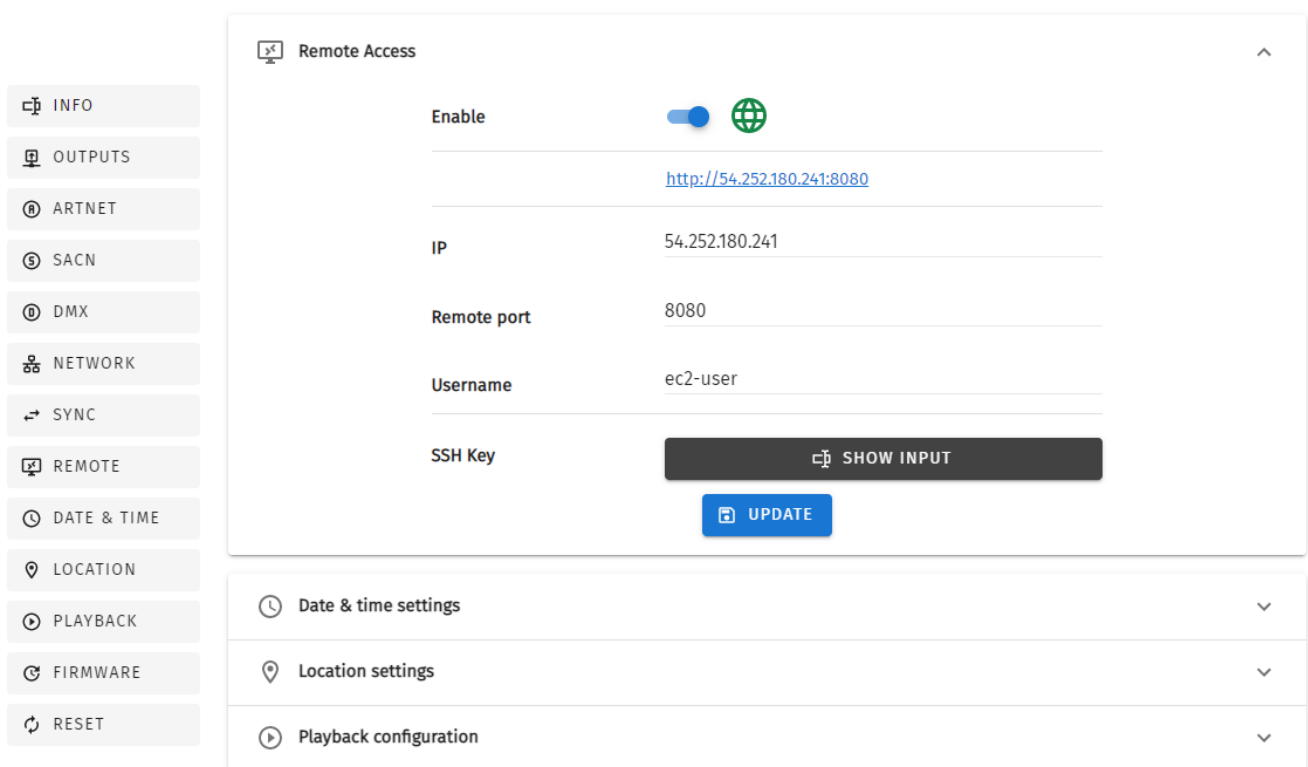 Remote Access
Enable
http://54.252.180.241:8080
IP
54.252.180.241
Remote port
8080
Username
ec2-user
SSH Key
SHOW INPUT
UPDATE
INFO
OUTPUTS
ARTNET
SACN
DMX
NETWORK
SYNC
REMOTE
DATE & TIME
LOCATION
PLAYBACK
FIRMWARE
RESET
Date & time settings
Location settings
Playback configuration